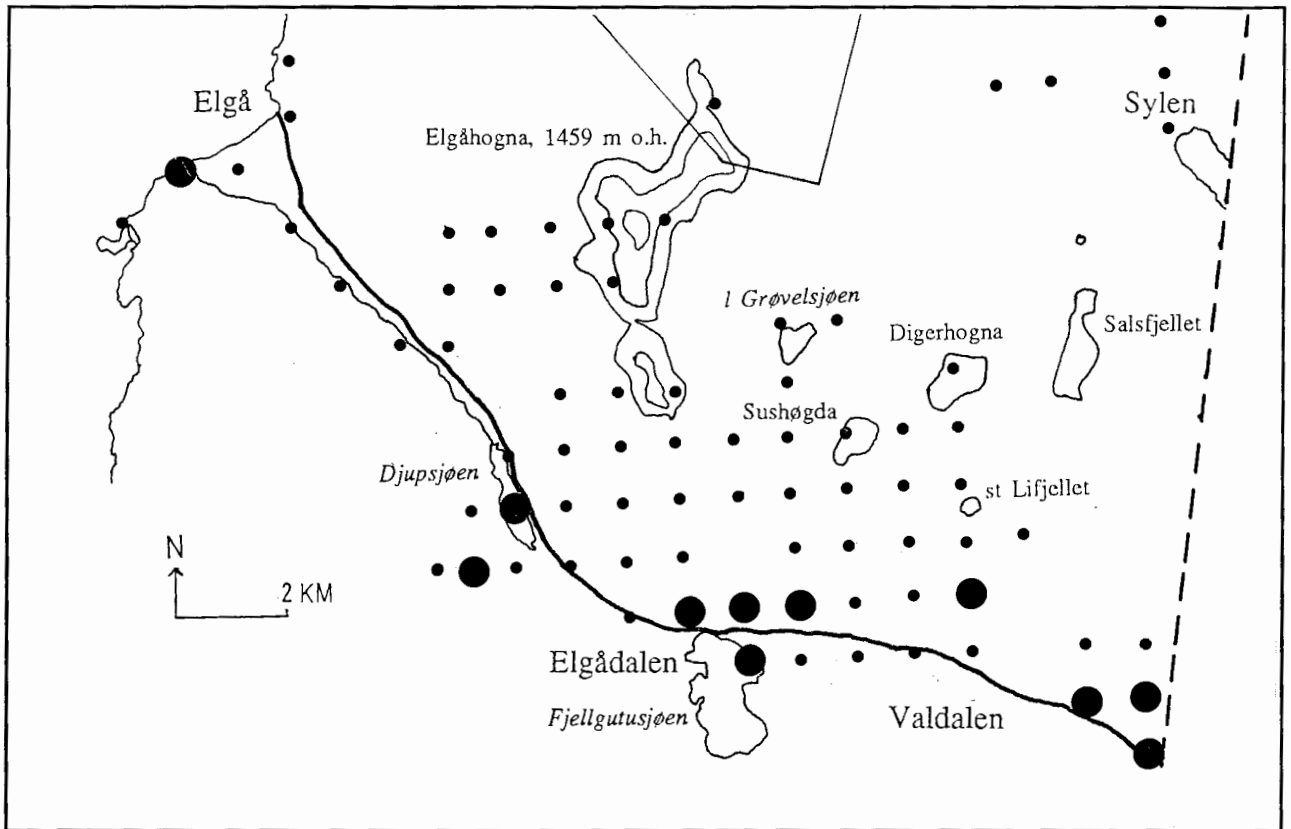 Elgå
Sylen
Elgåhogna, 1459 m o.h.
l Grøvelsjøen
Salsfjellet
Digerhogna
Sushøgda
Djupsjøen
st Lifjellet
N
2 KM
Elgådalen
Fjellgutusjøen
Valdalen